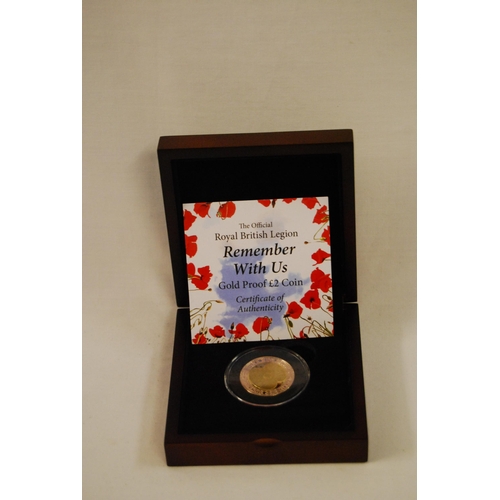 The Official
Royal British Legion
Remember
With Us
Gold Proof £2 Coin
Certificate of
Authenticity